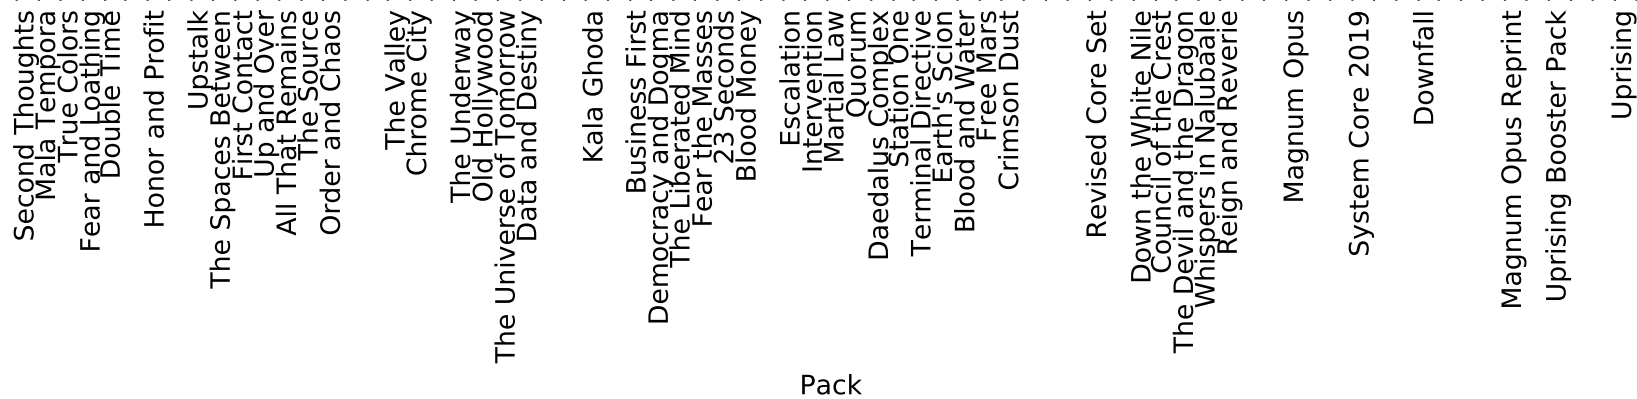 Second Thoughts
Mala Tempora
True Colors
Fear and Loathing
Double Time
Honor and Profit
Upstalk
The Spaces Between
First Contact
Up and Over
All That Remains
The Source
Order and Chaos
The Valley
Chrome City
The Underway
Old Hollywood
The Universe of Tomorrow
Data and Destiny
Kala Ghoda
Business First
Democracy and Dogma
The Liberated Mind
Fear the Masses
23 Seconds
Blood Money
Escalation
Intervention
Martial Law
Quorum
Daedalus Complex
Station One
Terminal Directive
Earth's Scion
Blood and Water
Free Mars
Crimson Dust
Revised Core Set
Down the White Nile
Council of the Crest
The Devil and the Dragon
Whispers in Nalubaale
Reign and Reverie
Magnum Opus
System Core 2019
Downfall
Magnum Opus Reprint
Uprising Booster Pack
Uprising
Pack